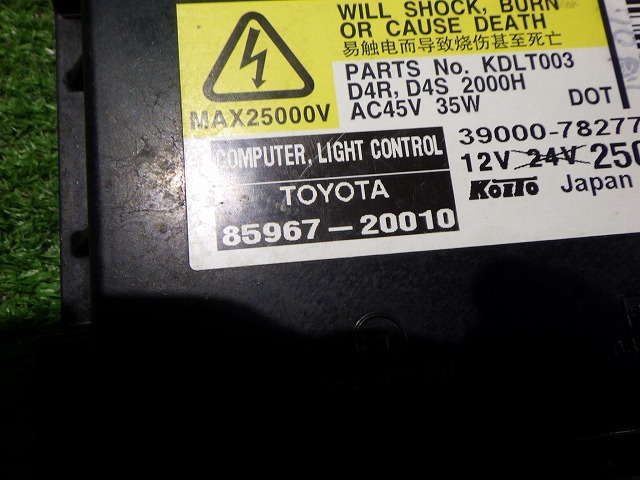 WILL SHOCK, BURN
OR CAUSE DEATH
易触电而导致烧伤甚至死亡
MAX25000V
PARTS No. KDLT003
D4R, D4S 2000H
AC45V 35W
DOT
COMPUTER, LIGHT CONTROL
TOYOTA
85967-20010
39000-78277
12V 24V 250
KOITO Japan